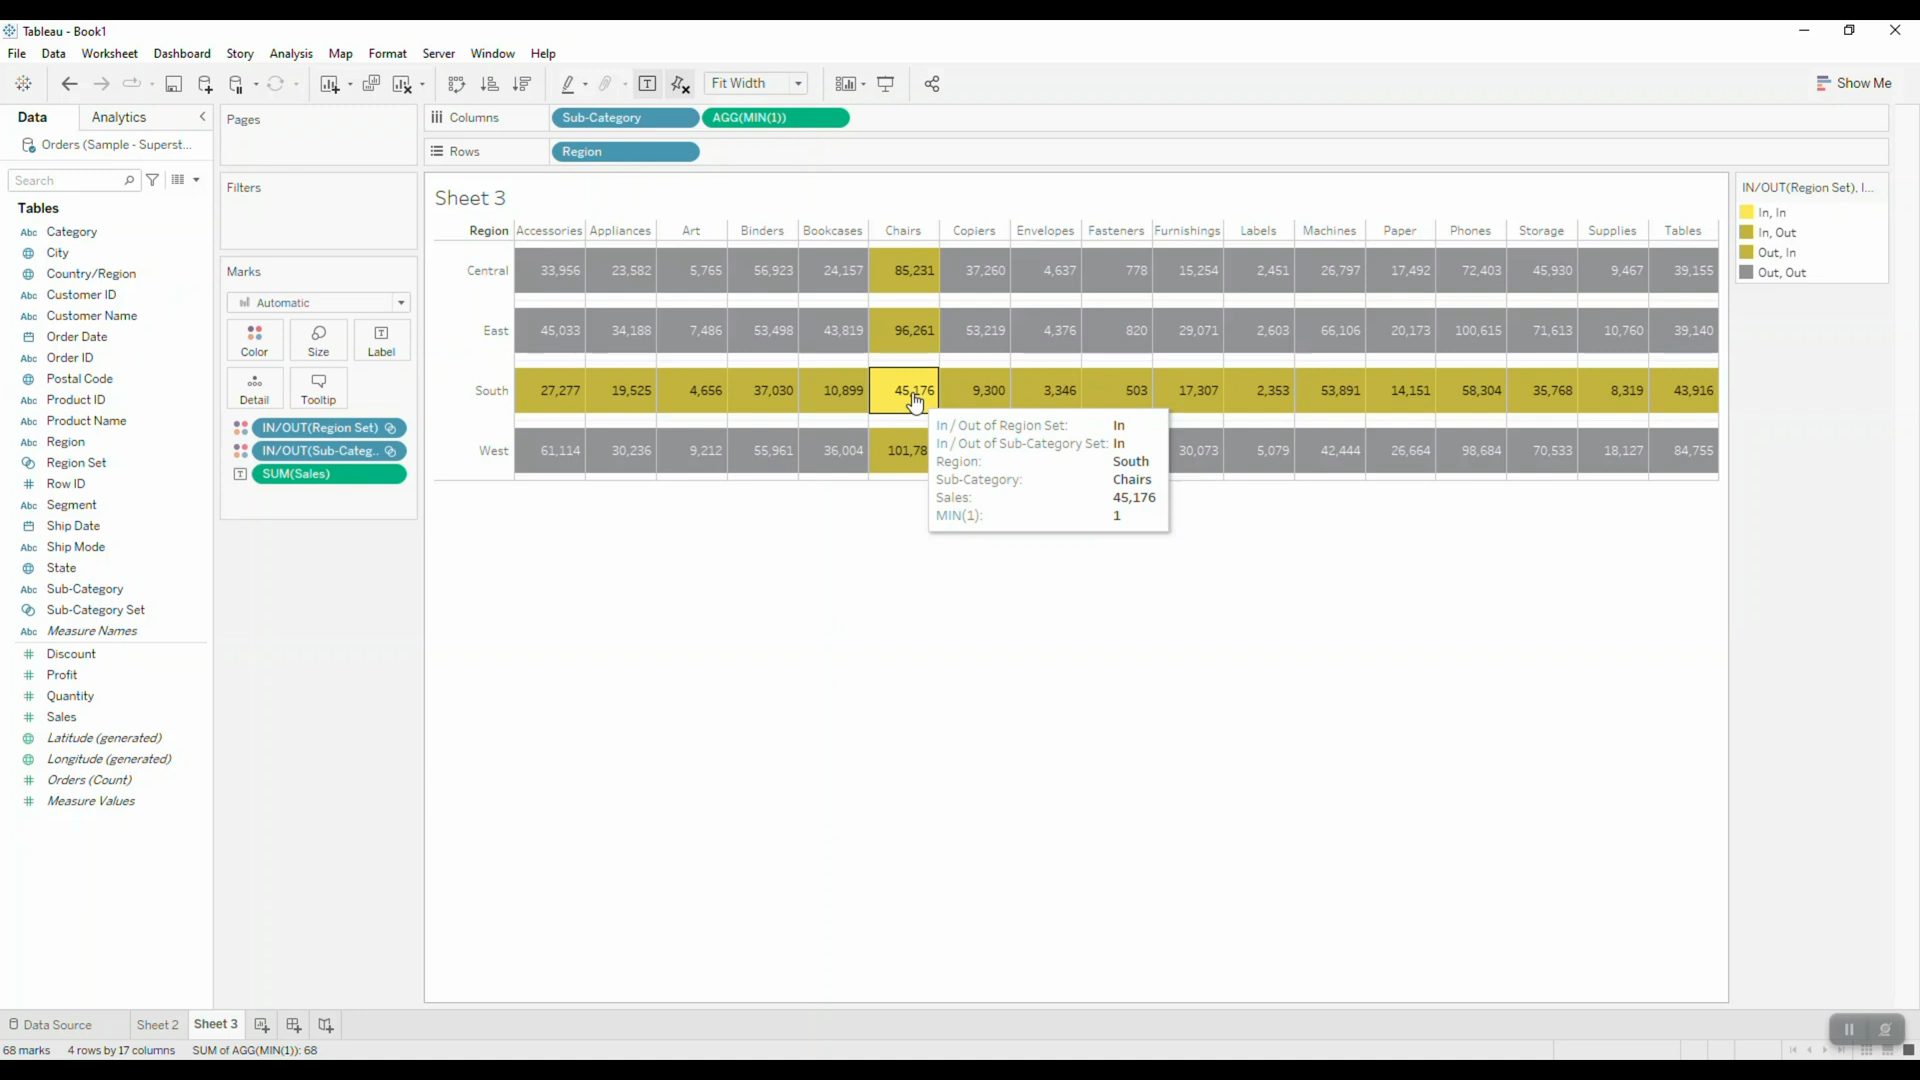 Tableau - Book1
File Data Worksheet Dashboard Story Analysis Map Format Server Window Help
Fit Width
Show Me
Data Analytics
Orders (Sample - Superst...
Search
Tables
Abc Category
City
Country/Region
Abc Customer ID
Abc Customer Name
Order Date
Abc Order ID
Postal Code
Abc Product ID
Abc Product Name
Abc Region
Region Set
# Row ID
Abc Segment
Ship Date
Abc Ship Mode
State
Abc Sub-Category
Sub-Category Set
Abc Measure Names
# Discount
# Profit
# Quantity
# Sales
Latitude (generated)
Longitude (generated)
# Orders (Count)
# Measure Values
Pages
Filters
Marks
Automatic
Color Size Label
Detail Tooltip
IN/OUT(Region Set)
IN/OUT(Sub-Categ..
SUM(Sales)
Columns Sub-Category AGG(MIN(1))
Rows Region
Sheet 3
Region Accessories Appliances Art Binders Bookcases Chairs Copiers Envelopes Fasteners Furnishings Labels Machines Paper Phones Storage Supplies Tables
Central 33,956 23,582 5,765 56,923 24,157 85,231 37,260 4,637 778 15,254 2,451 26,797 17,492 72,403 45,930 9,467 39,155
East 45,033 34,188 7,486 53,498 43,819 96,261 53,219 4,376 820 29,071 2,603 66,106 20,173 100,615 71,613 10,760 39,140
South 27,277 19,525 4,656 37,030 10,899 45,176 9,300 3,346 503 17,307 2,353 53,891 14,151 58,304 35,768 8,319 43,916
West 61,114 30,236 9,212 55,961 36,004 101,78 30,073 5,079 42,444 26,664 98,684 70,533 18,127 84,755
In / Out of Region Set: In
In / Out of Sub-Category Set: In
Region: South
Sub-Category: Chairs
Sales: 45,176
MIN(1): 1
IN/OUT(Region Set), I...
In, In
In, Out
Out, In
Out, Out
Data Source Sheet 2 Sheet 3
68 marks 4 rows by 17 columns SUM of AGG(MIN(1)): 68